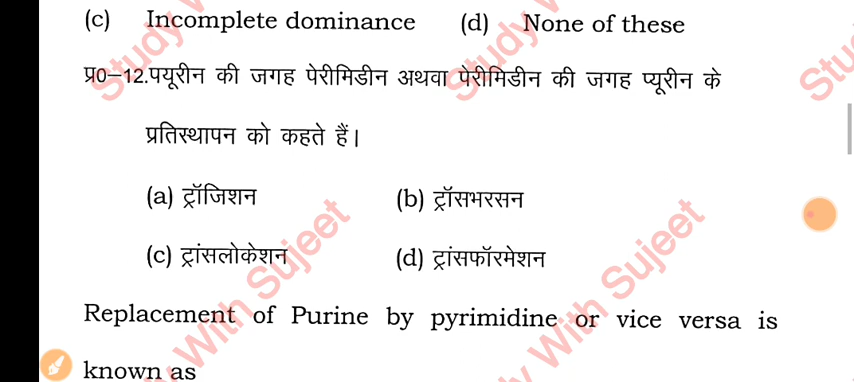 (c) Incomplete dominance (d) None of these
प्र0–12.पयूरीन की जगह पेरीमिडीन अथवा पेरीमिडीन की जगह प्यूरीन के
प्रतिस्थापन को कहते हैं।
(a) ट्रॉजिशन (b) ट्रॉसभरसन
(c) ट्रांसलोकेशन (d) ट्रांसफॉरमेशन
Replacement of Purine by pyrimidine or vice versa is
known as